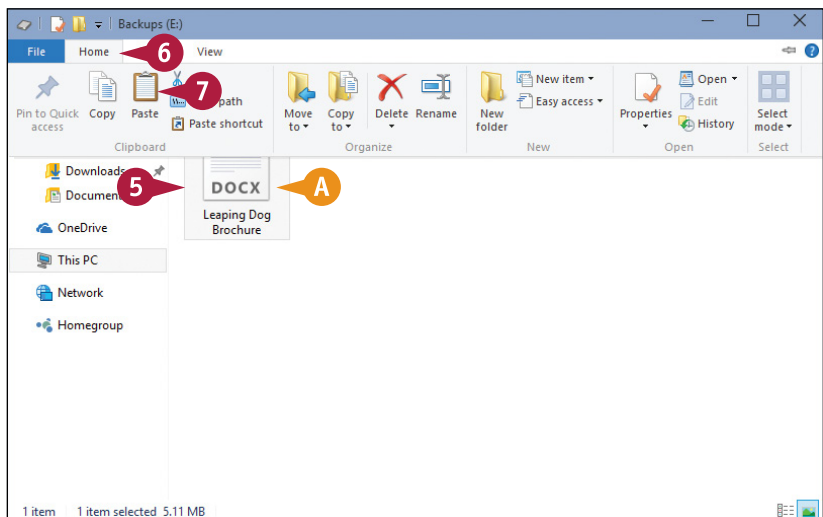 Backups (E:)
File Home View
6
7
path
Paste shortcut
Pin to Quick access
Copy
Paste
Move to
Copy to
Delete
Rename
New folder
New item
Easy access
Properties
Open
Edit
History
Select mode
Clipboard Organize New Open Select
Downloads
5
DOCX
A
Leaping Dog
Brochure
OneDrive
This PC
Network
Homegroup
1 item 1 item selected 5.11 MB